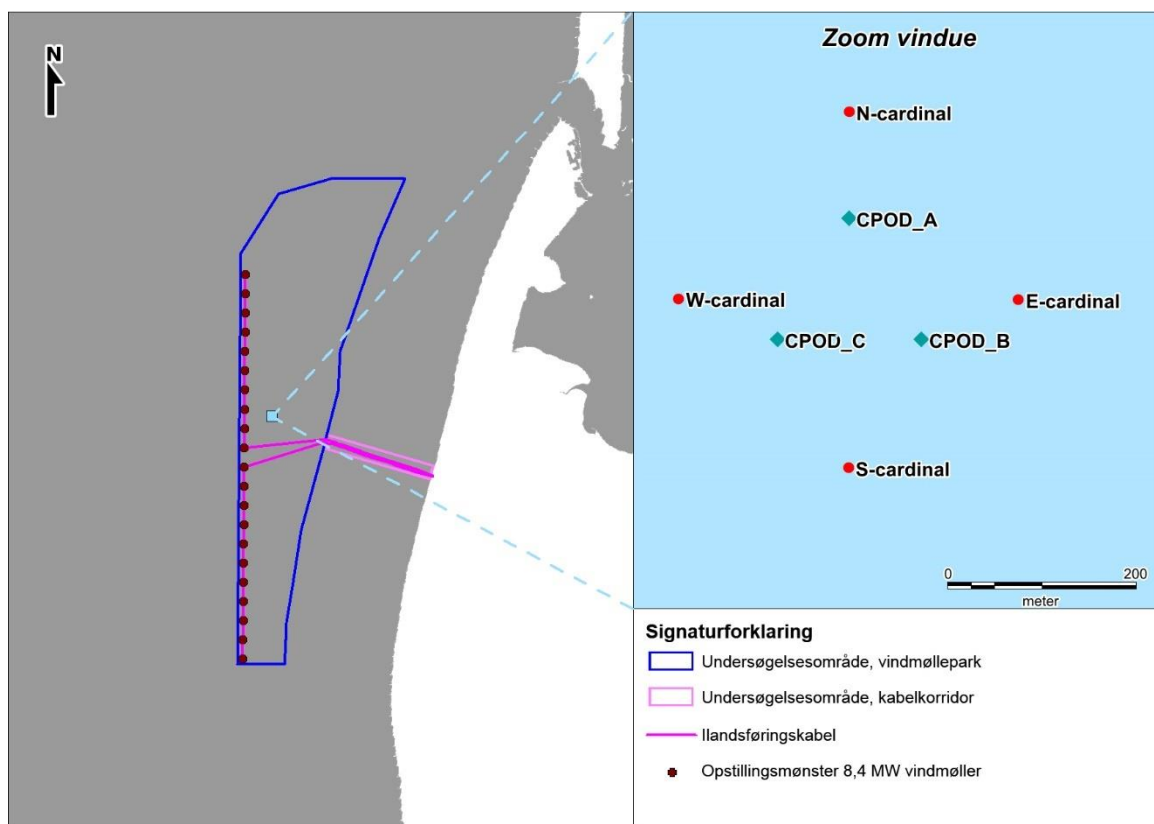 N
Zoom vindue
N-cardinal
CPOD_A
W-cardinal
E-cardinal
CPOD_C
CPOD_B
S-cardinal
0
200
meter
Signaturforklaring
Undersøgelsesområde, vindmøllepark
Undersøgelsesområde, kabelkorridor
Ilandsføringskabel
Opstillingsmønster 8,4 MW vindmøller